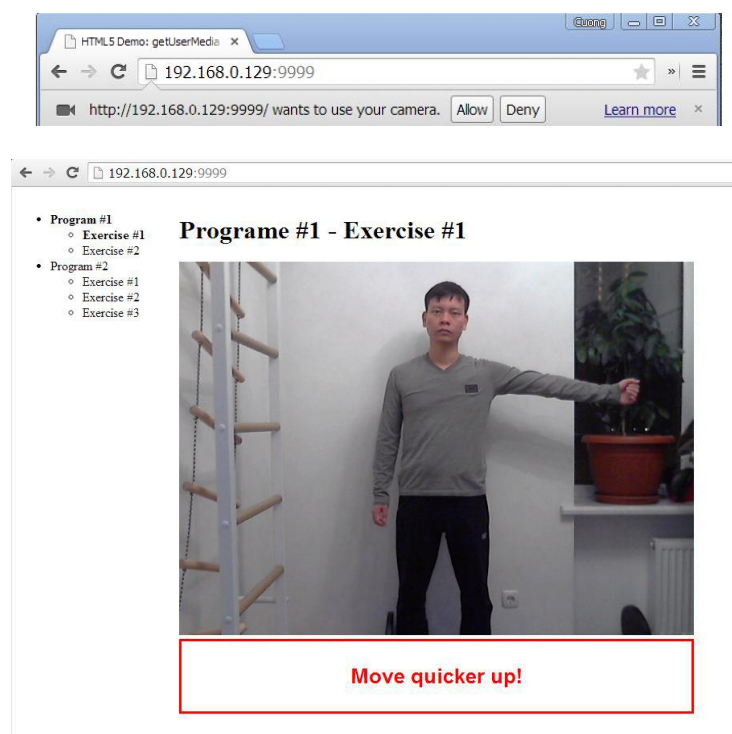 Cuong
HTML5 Demo: getUserMedia
192.168.0.129:9999
http://192.168.0.129:9999/ wants to use your camera. Allow Deny Learn more
192.168.0.129:9999
Program #1
Exercise #1
Exercise #2
Program #2
Exercise #1
Exercise #2
Exercise #3
Programe #1 - Exercise #1
Move quicker up!